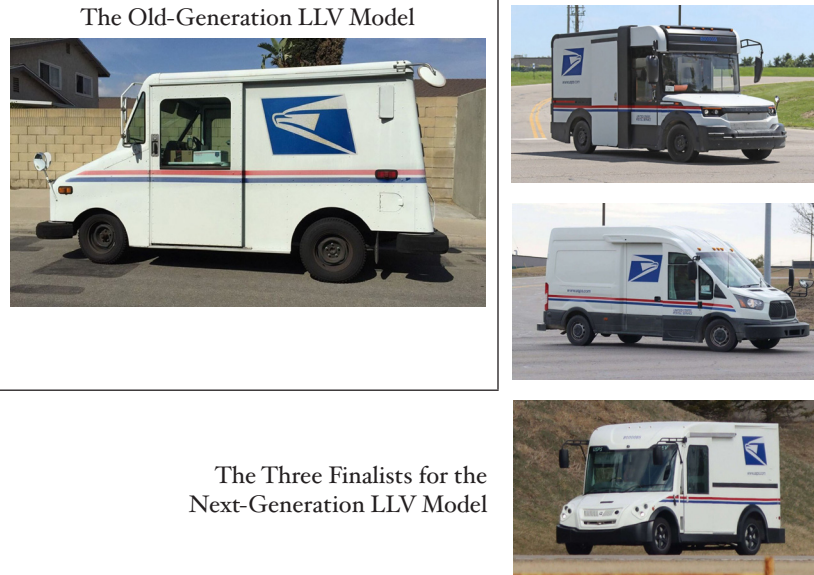 The Old-Generation LLV Model
The Three Finalists for the
Next-Generation LLV Model